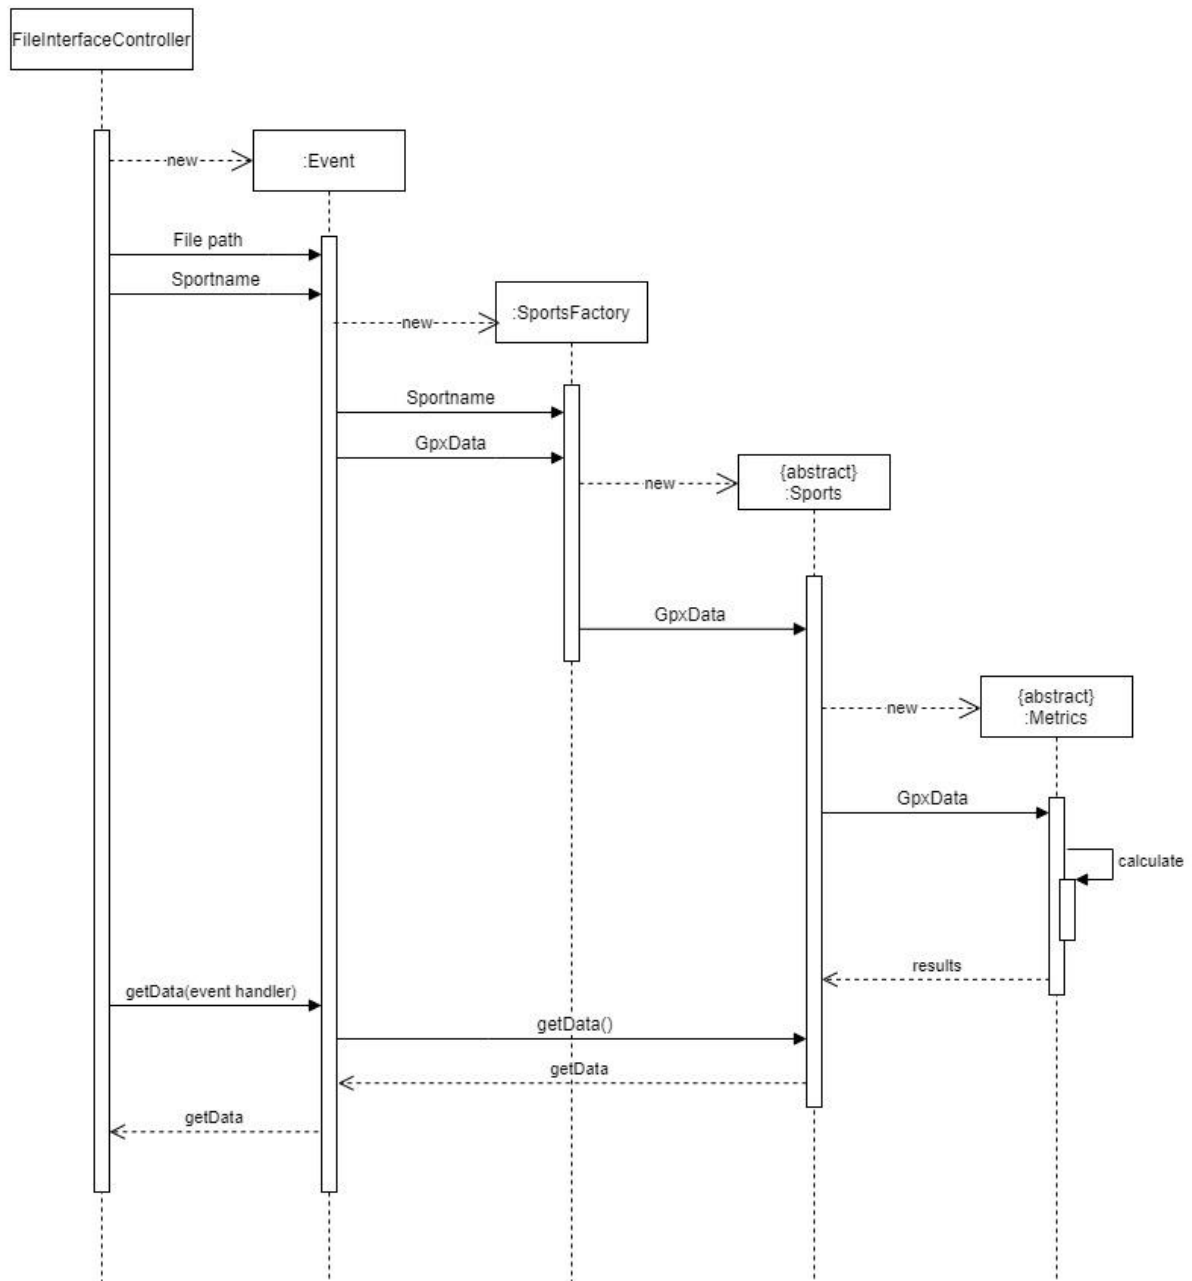 FileInterfaceController
new
:Event
File path
Sportname
new
:SportsFactory
Sportname
GpxData
new
{abstract}
:Sports
GpxData
new
{abstract}
:Metrics
GpxData
calculate
results
getData(event handler)
getData()
getData
getData